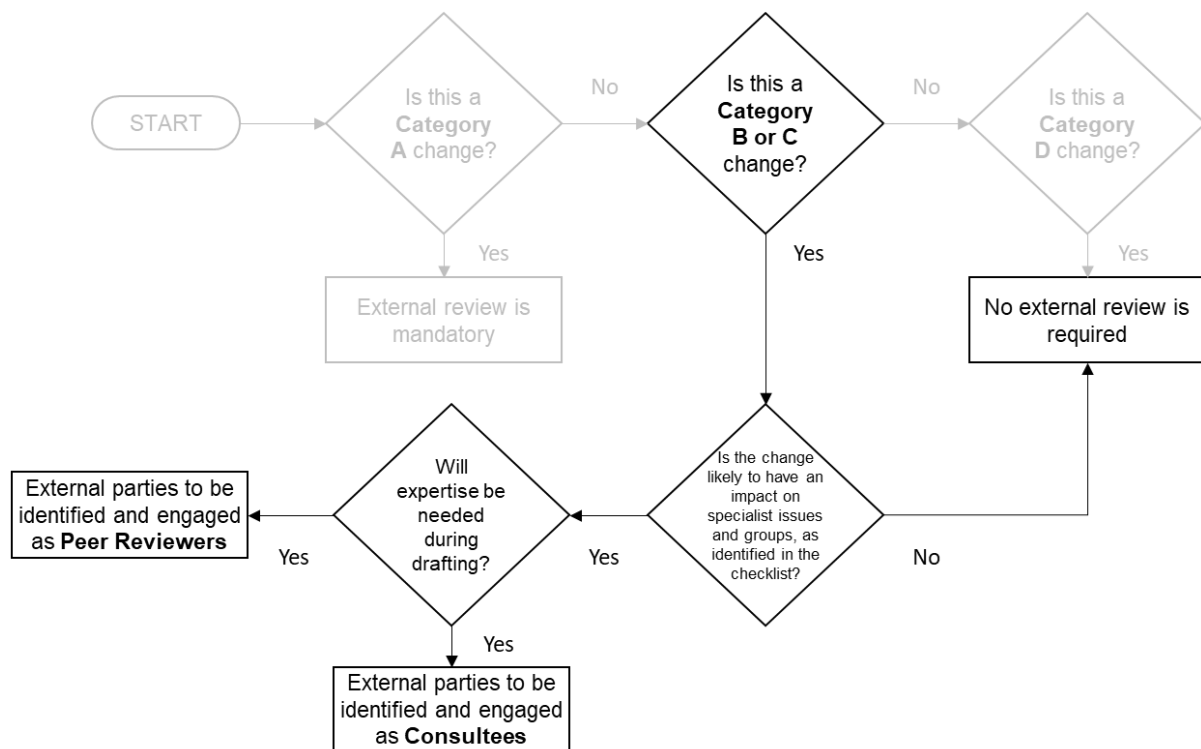 START
Is this a
Category
A change?
No
Is this a
Category
B or C
change?
No
Is this a
Category
D change?
Yes
External review is
mandatory
Yes
Yes
No external review is
required
Is the change
likely to have an
impact on
specialist issues
and groups, as
identified in the
checklist?
No
Yes
Will
expertise be
needed
during
drafting?
Yes
External parties to be
identified and engaged
as Peer Reviewers
Yes
External parties to be
identified and engaged
as Consultees